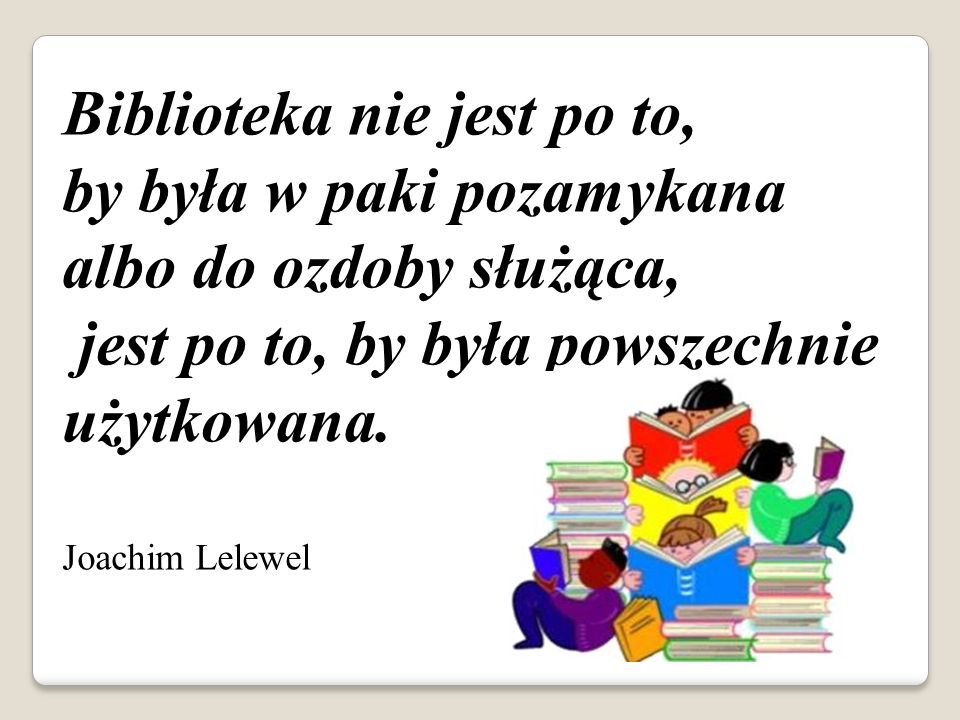 Biblioteka nie jest po to,
by była w paki pozamykana
albo do ozdoby służąca,
jest po to, by była powszechnie
użytkowana.
Joachim Lelewel